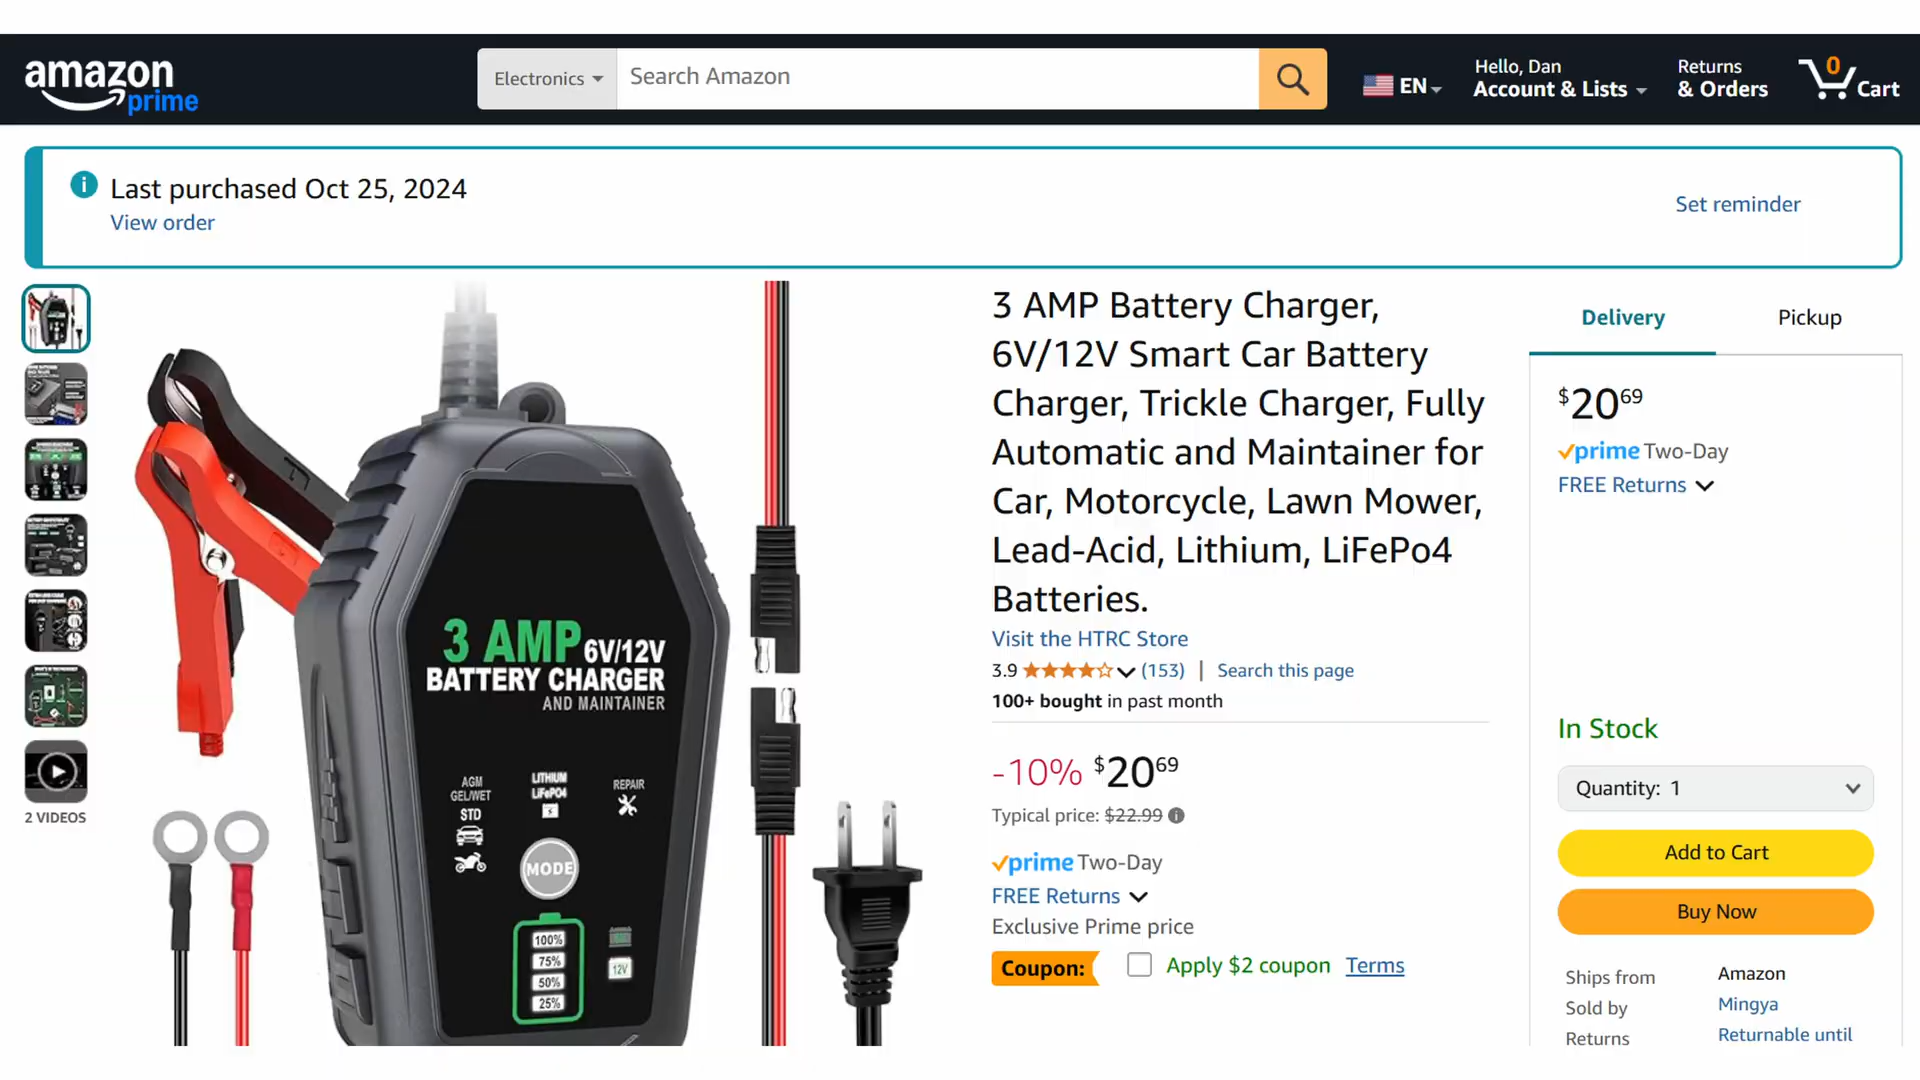 amazon
prime
Electronics
Search Amazon
EN
Hello, Dan
Account & Lists
Returns
& Orders
0
Cart
Last purchased Oct 25, 2024
View order
Set reminder
2 VIDEOS
3 AMP 6V/12V
BATTERY CHARGER
AND MAINTAINER
AGM
GEL/WET
STD
LITHIUM
LiFePO4
REPAIR
MODE
100%
75%
50%
25%
12V
3 AMP Battery Charger,
6V/12V Smart Car Battery
Charger, Trickle Charger, Fully
Automatic and Maintainer for
Car, Motorcycle, Lawn Mower,
Lead-Acid, Lithium, LiFePo4
Batteries.
Visit the HTRC Store
3.9 (153) | Search this page
100+ bought in past month
-10% $20 69
Typical price: $22.99
prime Two-Day
FREE Returns
Exclusive Prime price
Coupon: Apply $2 coupon Terms
Delivery
Pickup
$20 69
prime Two-Day
FREE Returns
In Stock
Quantity: 1
Add to Cart
Buy Now
Ships from Amazon
Sold by Mingya
Returns Returnable until